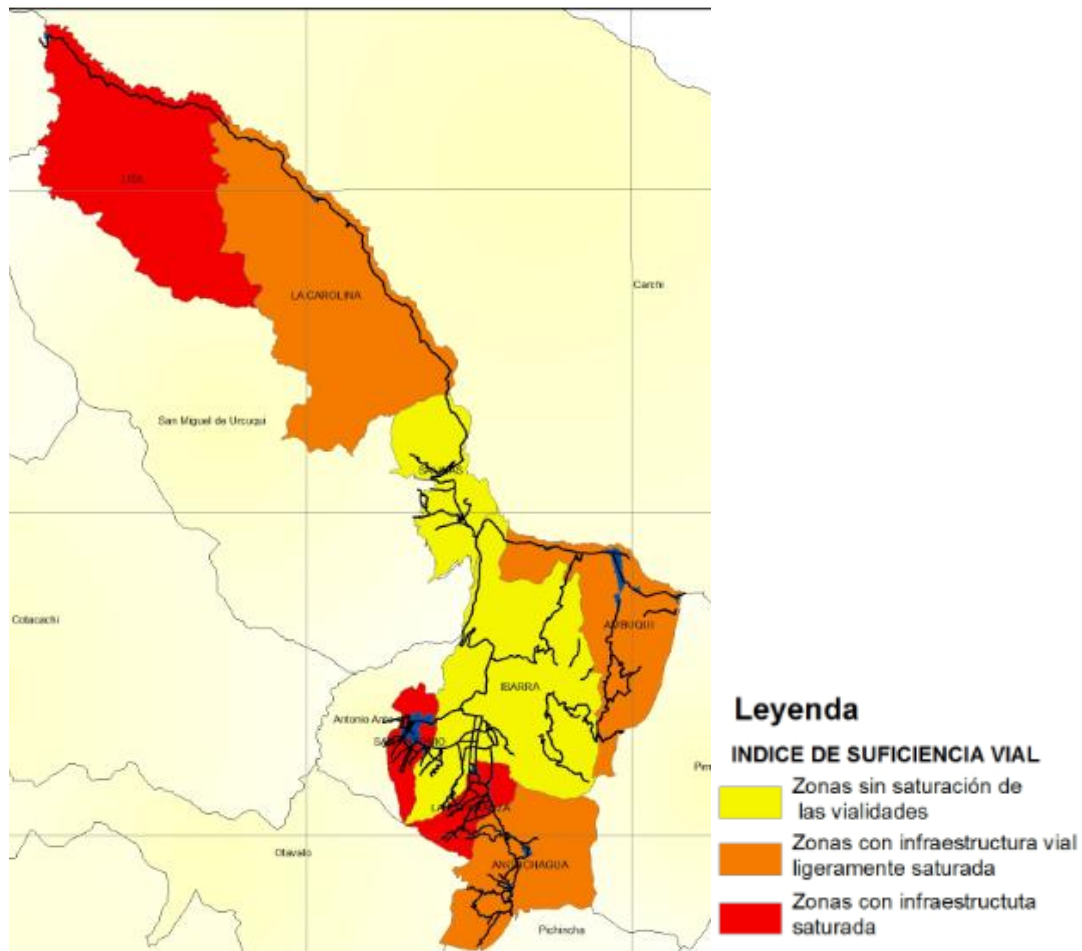 LITA
LA CAROLINA
Carchi
San Miguel de Urcuqui
Cotacachi
AMBUQUI
IBARRA
Antonio Ante
Otavalo
ANGOCHAGUA
Pichincha
Leyenda
INDICE DE SUFICIENCIA VIAL
Zonas sin saturación de
las vialidades
Zonas con infraestructura vial
ligeramente saturada
Zonas con infraestructuta
saturada